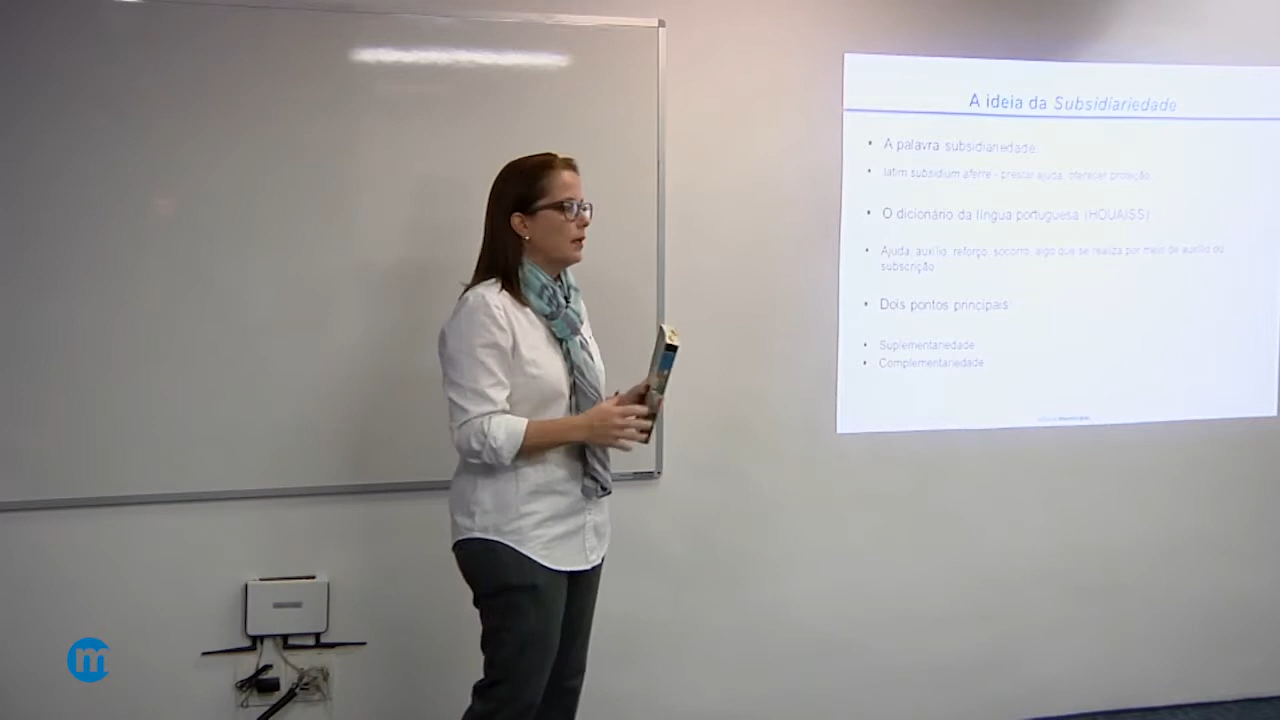 A ideia da Subsidiariedade
• A palavra subsidiariedade:
• latim subsidium aferre - prestar ajuda, oferecer proteção
• O dicionário da língua portuguesa (HOUAISS)
• Ajuda, auxílio, reforço, socorro, algo que se realiza por meio de auxílio ou
subscrição
• Dois pontos principais:
• Suplementariedade
• Complementariedade
m